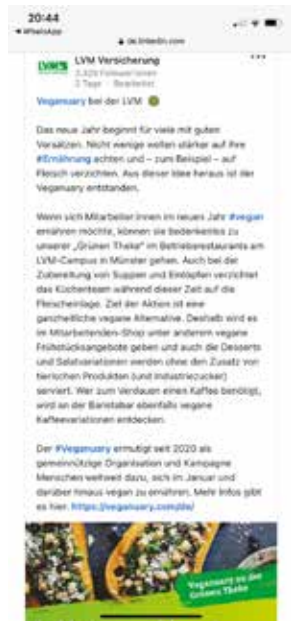 20:44
WhatsApp
de.linkedin.com
LVM
LVM Versicherung
3.829 Follower:innen
2 Tage · Bearbeitet
Veganuary bei der LVM
Das neue Jahr beginnt für viele mit guten
Vorsätzen. Nicht wenige wollen stärker auf ihre
#Ernährung achten und – zum Beispiel – auf
Fleisch verzichten. Aus dieser Idee heraus ist der
Veganuary entstanden.
Wenn sich Mitarbeiter:innen im neuen Jahr #vegan
ernähren möchte, können sie bedenkenlos zu
unserer „Grünen Theke" im Betriebsrestaurants am
LVM-Campus in Münster gehen. Auch bei der
Zubereitung von Suppen und Eintöpfen verzichtet
das Küchenteam während dieser Zeit auf die
Fleischeinlage. Ziel der Aktion ist eine
ganzheitliche vegane Alternative. Deshalb wird es
im Mitarbeitenden-Shop unter anderem vegane
Frühstücksangebote geben und auch die Desserts
und Salatvariationen werden ohne den Zusatz von
tierischen Produkten (und Industriezucker)
serviert. Wer zum Verdauen einen Kaffee benötigt,
wird an der Baristabar ebenfalls vegane
Kaffeevariationen entdecken.
Der #Veganuary ermutigt seit 2020 als
gemeinnützige Organisation und Kampagne
Menschen weltweit dazu, sich im Januar und
darüber hinaus vegan zu ernähren. Mehr Infos gibt
es hier: https://veganuary.com/de/
Veganuary an der
Grünen Theke